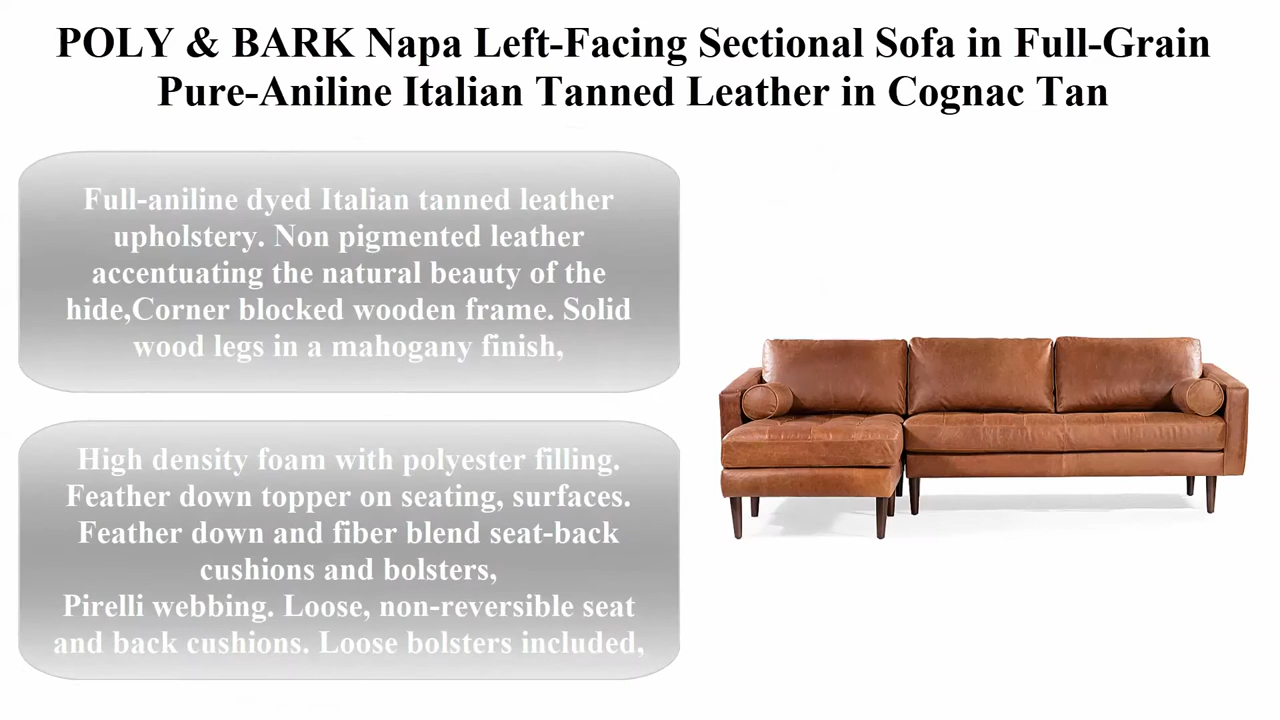 POLY & BARK Napa Left-Facing Sectional Sofa in Full-Grain
Pure-Aniline Italian Tanned Leather in Cognac Tan
Full-aniline dyed Italian tanned leather
upholstery. Non pigmented leather
accentuating the natural beauty of the
hide,Corner blocked wooden frame. Solid
wood legs in a mahogany finish,
High density foam with polyester filling.
Feather down topper on seating, surfaces.
Feather down and fiber blend seat-back
cushions and bolsters,
Pirelli webbing. Loose, non-reversible seat
and back cushions. Loose bolsters included,